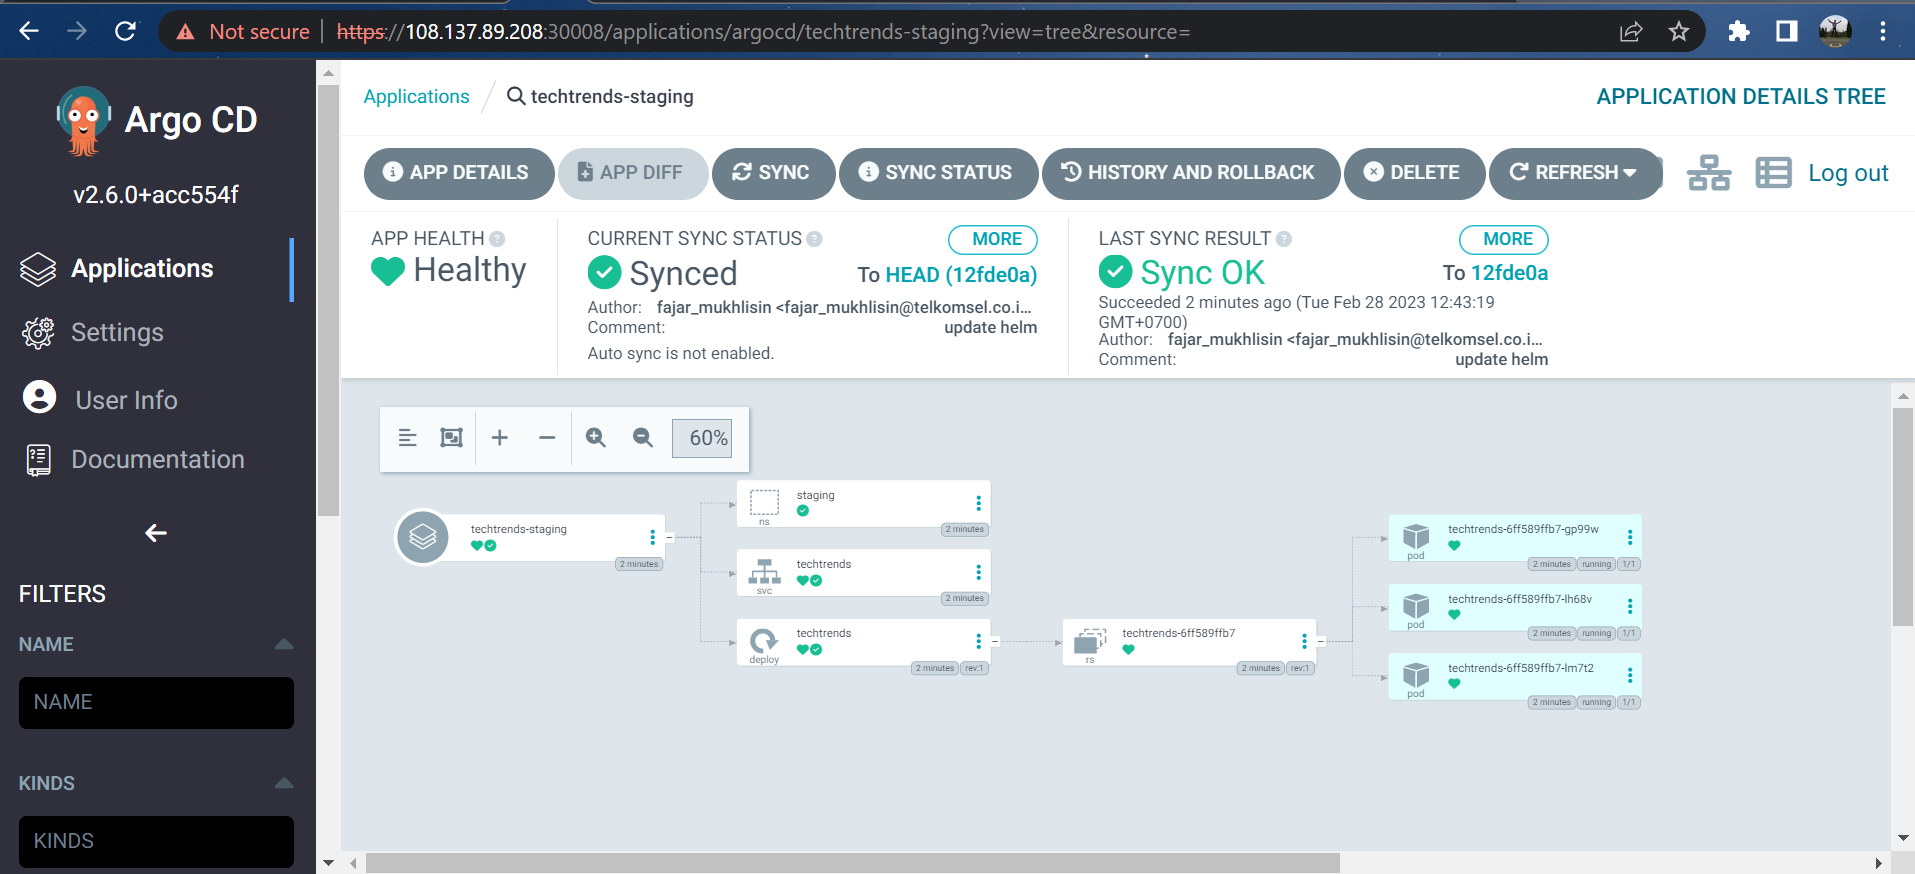 Not secure | https://108.137.89.208:30008/applications/argocd/techtrends-staging?view=tree&resource=
Argo CD
v2.6.0+acc554f
Applications
Settings
User Info
Documentation
FILTERS
NAME
NAME
KINDS
KINDS
Applications / techtrends-staging
APPLICATION DETAILS TREE
APP DETAILS
APP DIFF
SYNC
SYNC STATUS
HISTORY AND ROLLBACK
DELETE
REFRESH
Log out
APP HEALTH
Healthy
CURRENT SYNC STATUS
MORE
Synced
To HEAD (12fde0a)
Author: fajar_mukhlisin <fajar_mukhlisin@telkomsel.co.i...
Comment: update helm
Auto sync is not enabled.
LAST SYNC RESULT
MORE
Sync OK
To 12fde0a
Succeeded 2 minutes ago (Tue Feb 28 2023 12:43:19
GMT+0700)
Author: fajar_mukhlisin <fajar_mukhlisin@telkomsel.co.i...
Comment: update helm
60%
techtrends-staging
2 minutes
staging
ns
2 minutes
techtrends
svc
2 minutes
techtrends
deploy
2 minutes rev:1
techtrends-6ff589ffb7
rs
2 minutes rev:1
techtrends-6ff589ffb7-gp99w
pod
2 minutes running 1/1
techtrends-6ff589ffb7-lh68v
pod
2 minutes running 1/1
techtrends-6ff589ffb7-lm7t2
pod
2 minutes running 1/1